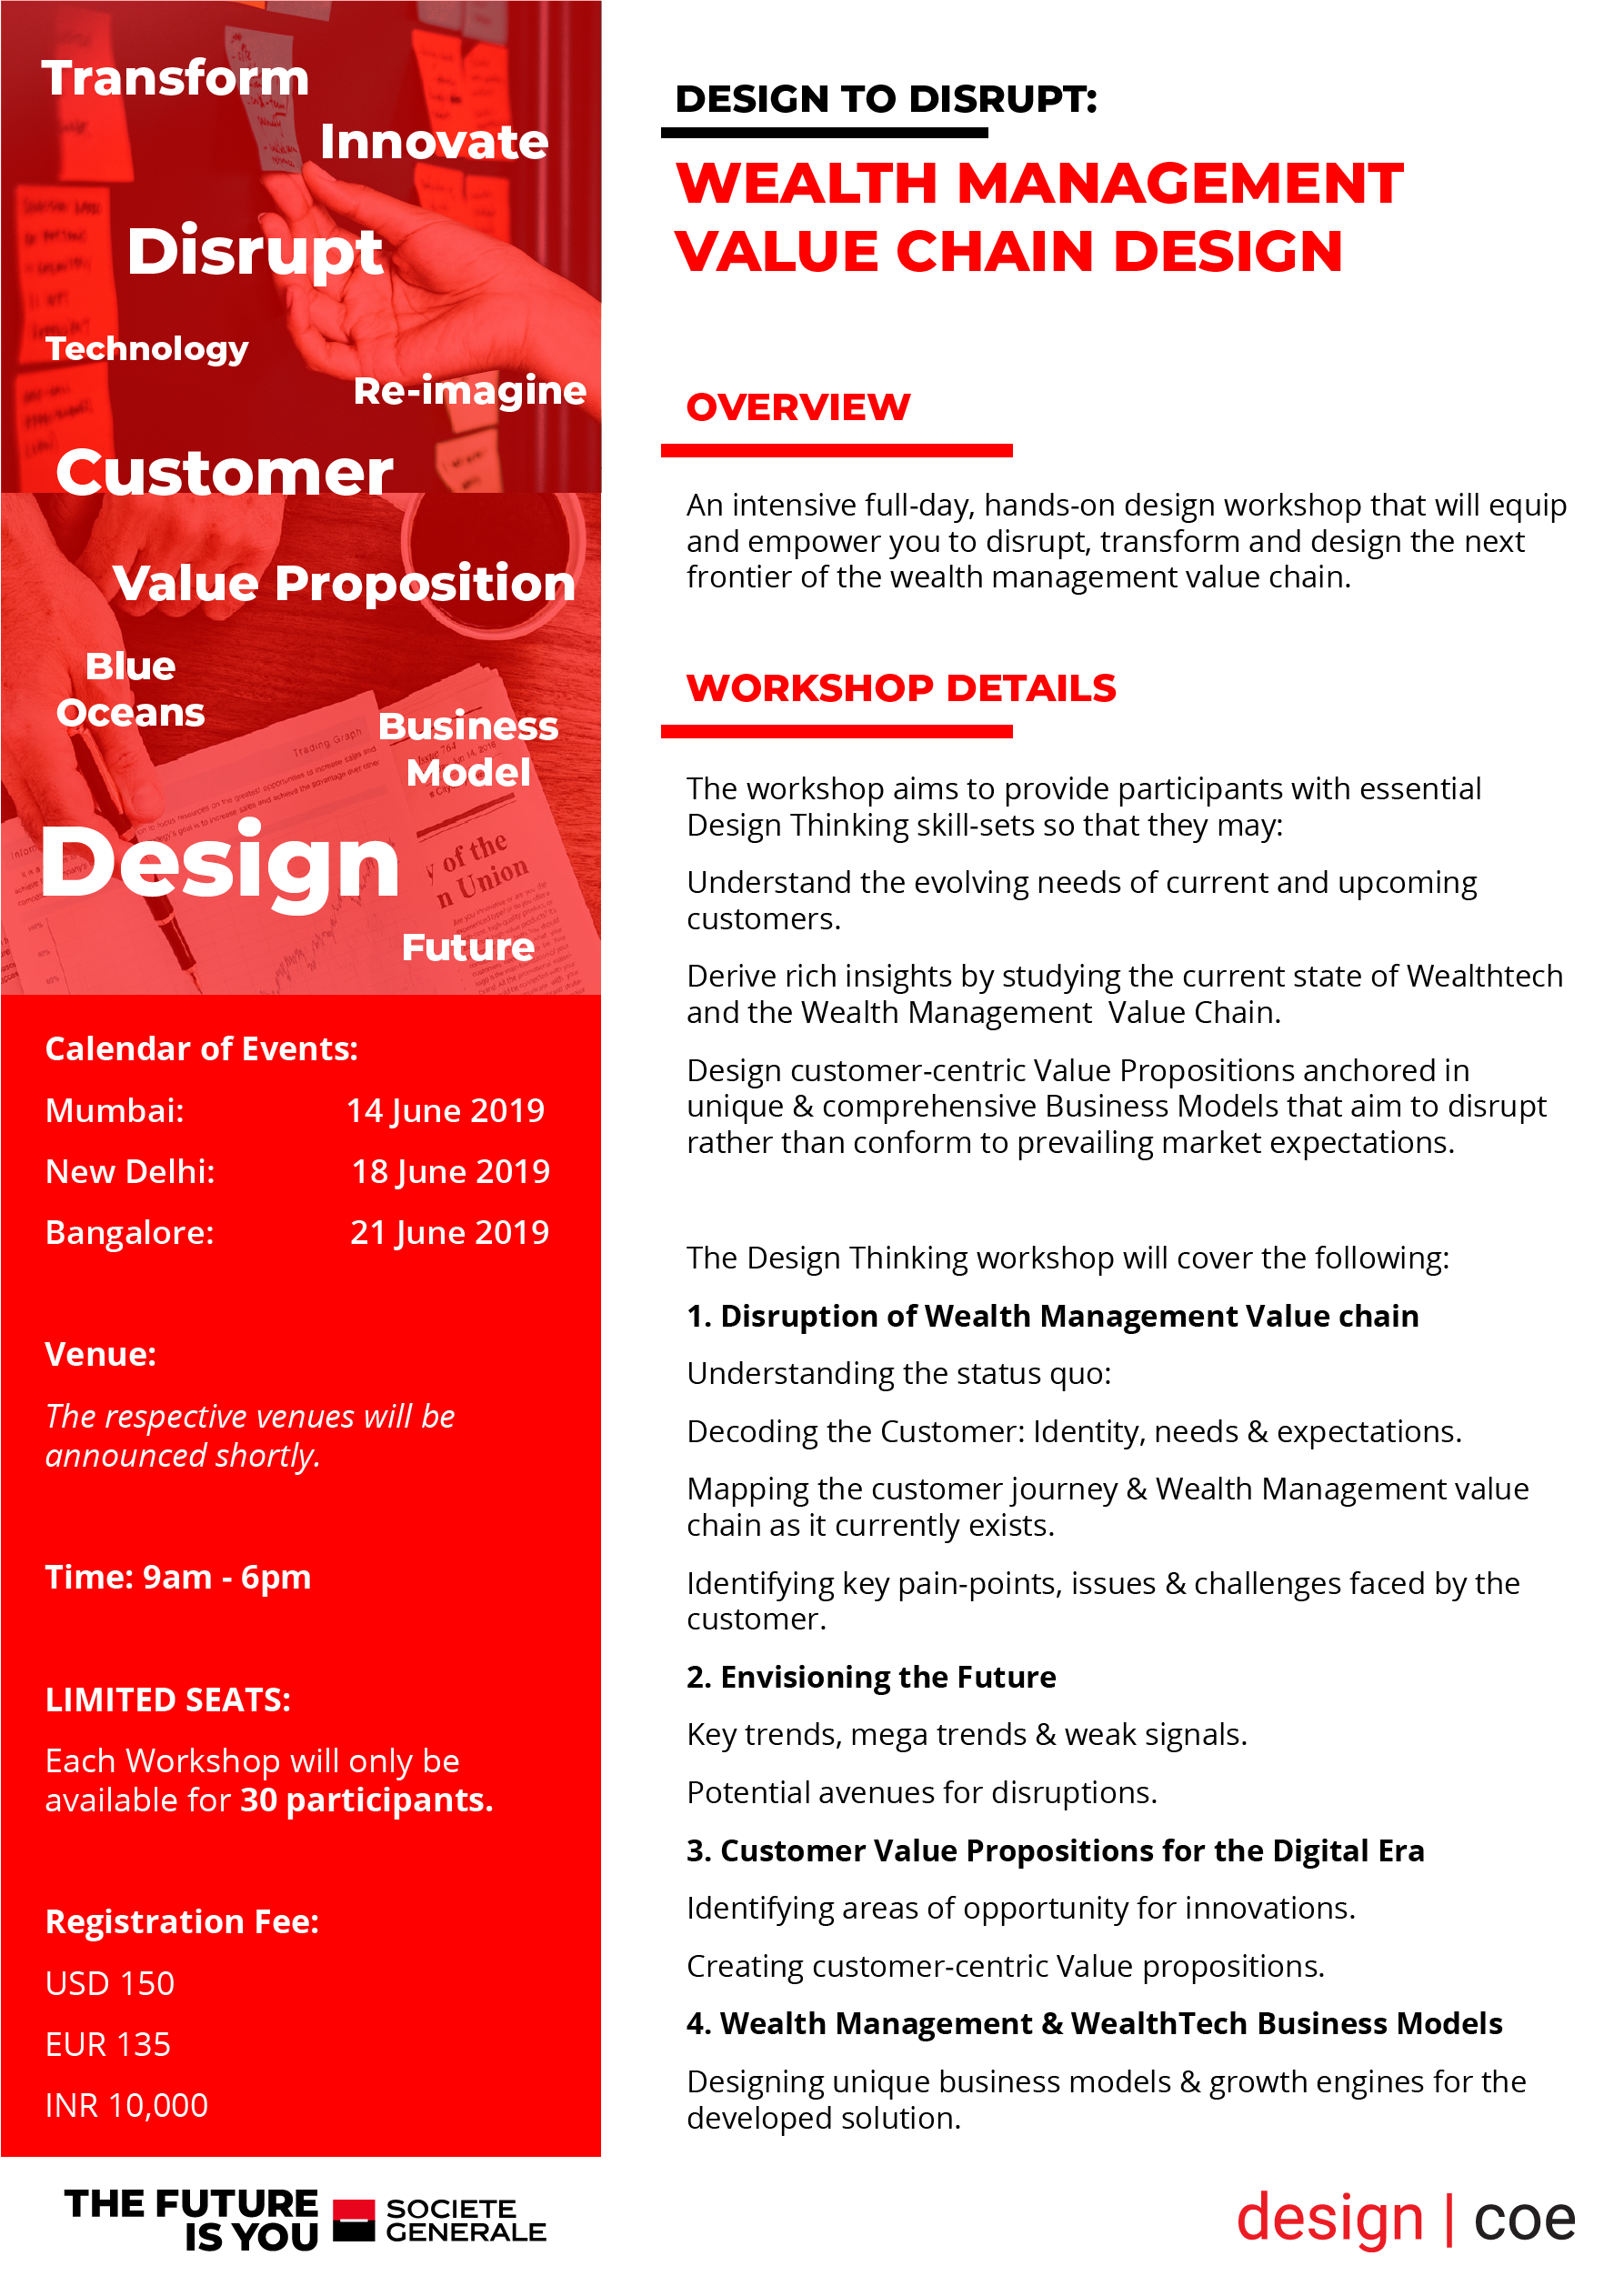 Transform
Innovate
Disrupt
Technology
Re-imagine
Customer
Value Proposition
Blue
Oceans
Business
Model
Trading Graph
y of the
n Union
Design
Future
Calendar of Events:
Mumbai: 14 June 2019
New Delhi: 18 June 2019
Bangalore: 21 June 2019
Venue:
The respective venues will be
announced shortly.
Time: 9am - 6pm
LIMITED SEATS:
Each Workshop will only be
available for 30 participants.
Registration Fee:
USD 150
EUR 135
INR 10,000
DESIGN TO DISRUPT:
WEALTH MANAGEMENT
VALUE CHAIN DESIGN
OVERVIEW
An intensive full-day, hands-on design workshop that will equip
and empower you to disrupt, transform and design the next
frontier of the wealth management value chain.
WORKSHOP DETAILS
The workshop aims to provide participants with essential
Design Thinking skill-sets so that they may:
Understand the evolving needs of current and upcoming
customers.
Derive rich insights by studying the current state of Wealthtech
and the Wealth Management Value Chain.
Design customer-centric Value Propositions anchored in
unique & comprehensive Business Models that aim to disrupt
rather than conform to prevailing market expectations.
The Design Thinking workshop will cover the following:
1. Disruption of Wealth Management Value chain
Understanding the status quo:
Decoding the Customer: Identity, needs & expectations.
Mapping the customer journey & Wealth Management value
chain as it currently exists.
Identifying key pain-points, issues & challenges faced by the
customer.
2. Envisioning the Future
Key trends, mega trends & weak signals.
Potential avenues for disruptions.
3. Customer Value Propositions for the Digital Era
Identifying areas of opportunity for innovations.
Creating customer-centric Value propositions.
4. Wealth Management & WealthTech Business Models
Designing unique business models & growth engines for the
developed solution.
THE FUTURE
IS YOU
SOCIETE
GENERALE
design | coe